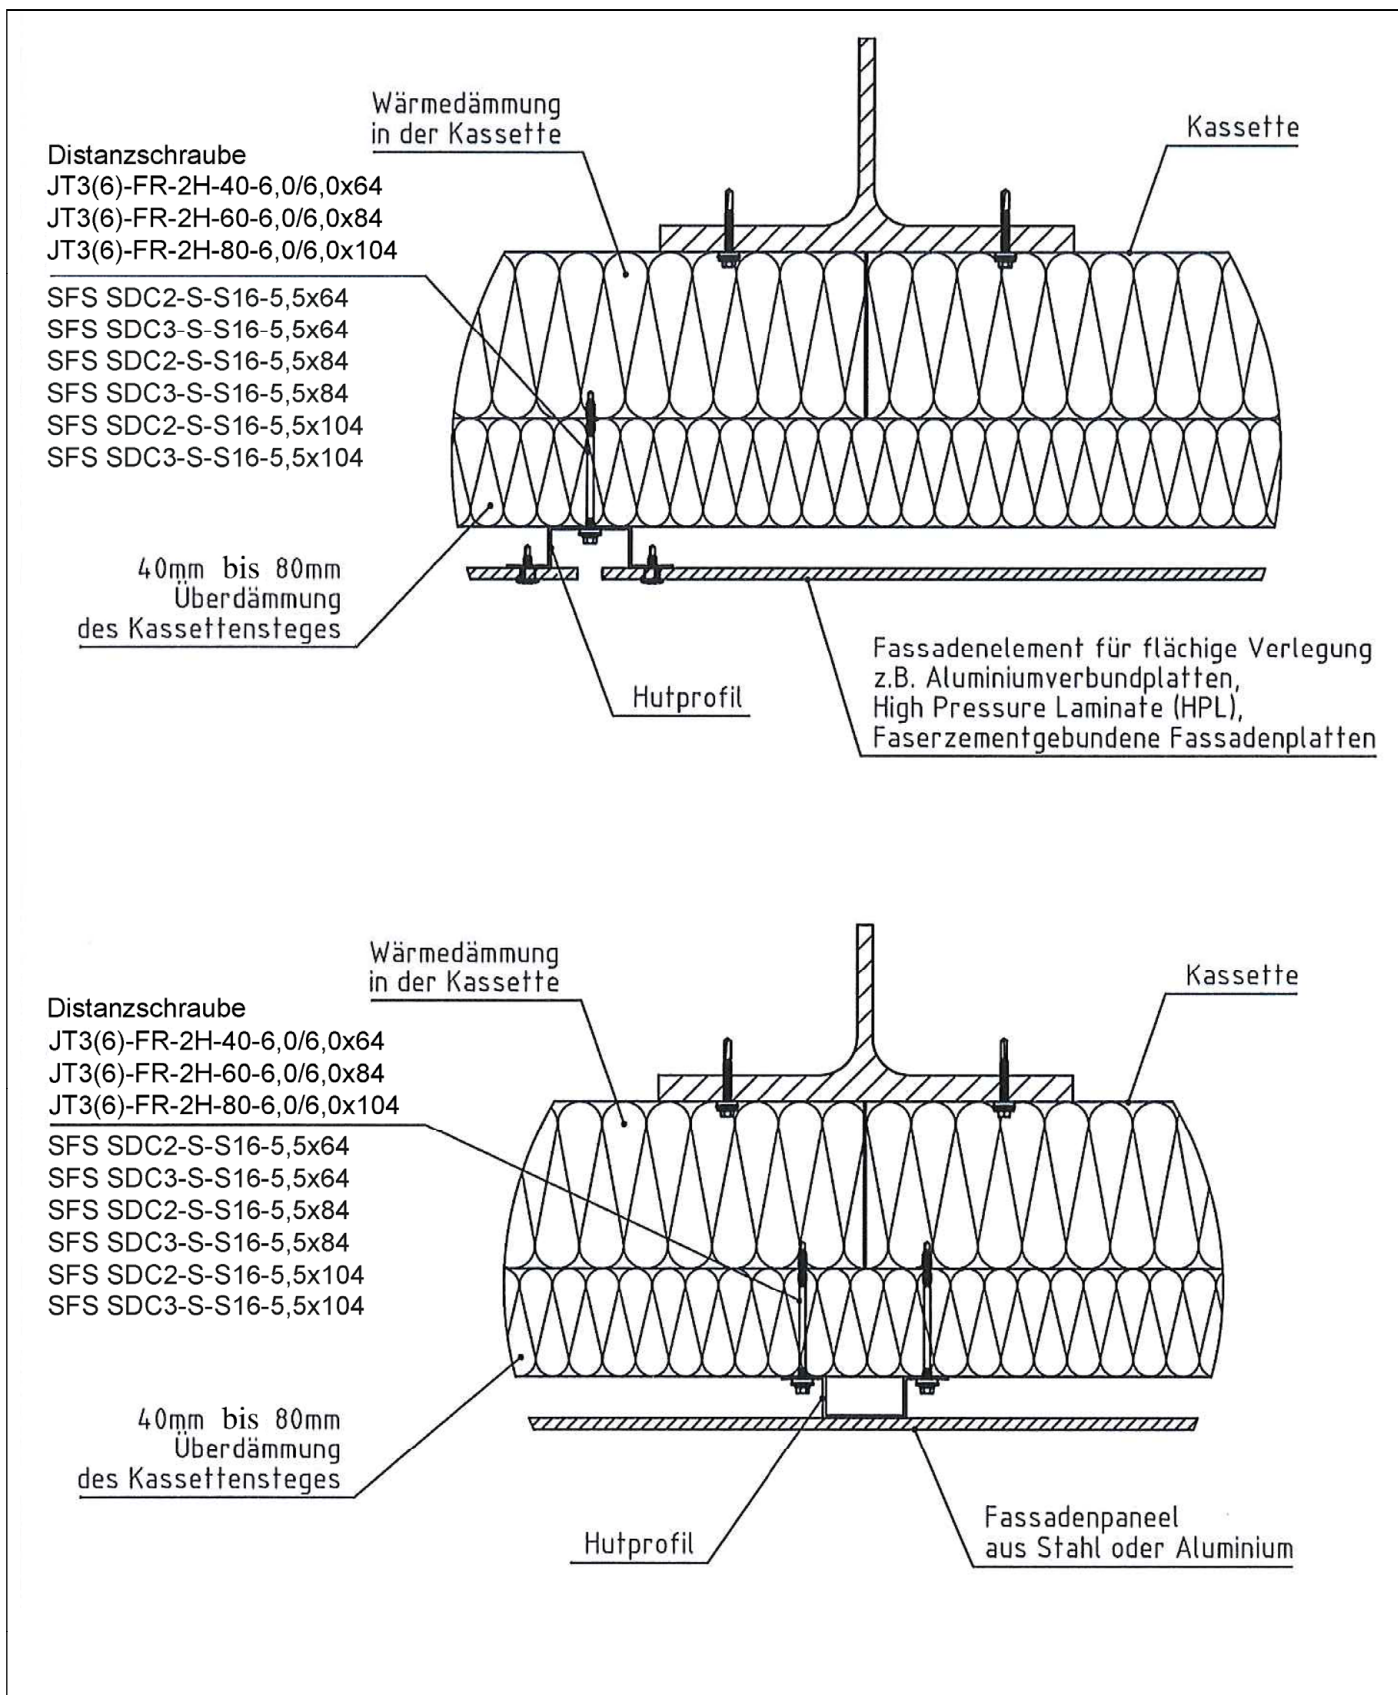 Wärmedämmung
in der Kassette
Kassette
Distanzschraube
JT3(6)-FR-2H-40-6,0/6,0x64
JT3(6)-FR-2H-60-6,0/6,0x84
JT3(6)-FR-2H-80-6,0/6,0x104
SFS SDC2-S-S16-5,5x64
SFS SDC3-S-S16-5,5x64
SFS SDC2-S-S16-5,5x84
SFS SDC3-S-S16-5,5x84
SFS SDC2-S-S16-5,5x104
SFS SDC3-S-S16-5,5x104
40mm bis 80mm
Überdämmung
des Kassettensteges
Hutprofil
Fassadenelement für flächige Verlegung
z.B. Aluminiumverbundplatten,
High Pressure Laminate (HPL),
Faserzementgebundene Fassadenplatten
Wärmedämmung
in der Kassette
Kassette
Distanzschraube
JT3(6)-FR-2H-40-6,0/6,0x64
JT3(6)-FR-2H-60-6,0/6,0x84
JT3(6)-FR-2H-80-6,0/6,0x104
SFS SDC2-S-S16-5,5x64
SFS SDC3-S-S16-5,5x64
SFS SDC2-S-S16-5,5x84
SFS SDC3-S-S16-5,5x84
SFS SDC2-S-S16-5,5x104
SFS SDC3-S-S16-5,5x104
40mm bis 80mm
Überdämmung
des Kassettensteges
Hutprofil
Fassadenpaneel
aus Stahl oder Aluminium